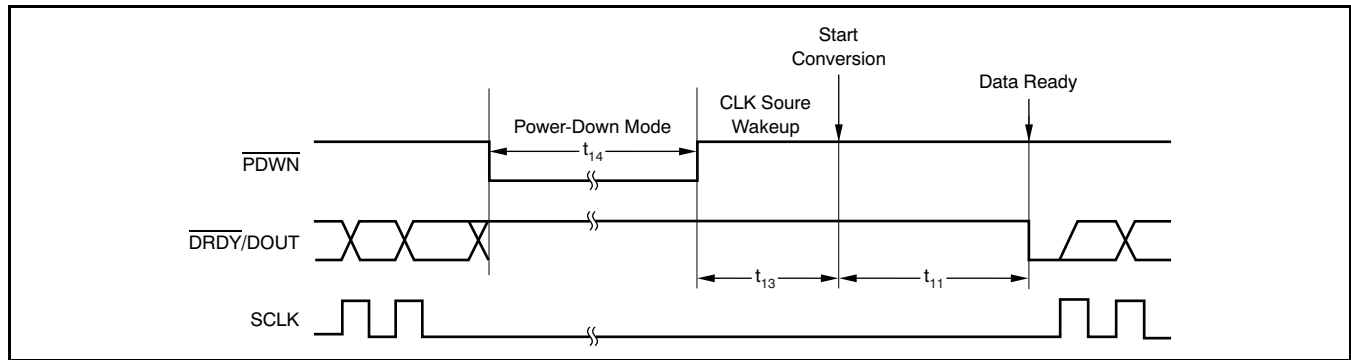 Start
Conversion
Data Ready
CLK Soure
Wakeup
Power-Down Mode
t14
PDWN
DRDY/DOUT
t13
t11
SCLK